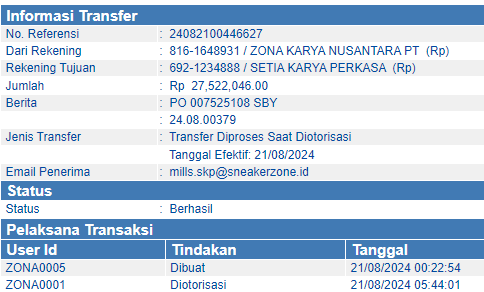 Informasi Transfer
No. Referensi : 24082100446627
Dari Rekening : 816-1648931 / ZONA KARYA NUSANTARA PT (Rp)
Rekening Tujuan : 692-1234888 / SETIA KARYA PERKASA (Rp)
Jumlah : Rp 27,522,046.00
Berita : PO 007525108 SBY
: 24.08.00379
Jenis Transfer : Transfer Diproses Saat Diotorisasi
Tanggal Efektif: 21/08/2024
Email Penerima : mills.skp@sneakerzone.id
Status
Status : Berhasil
Pelaksana Transaksi
User Id Tindakan Tanggal
ZONA0005 Dibuat 21/08/2024 00:22:54
ZONA0001 Diotorisasi 21/08/2024 05:44:01